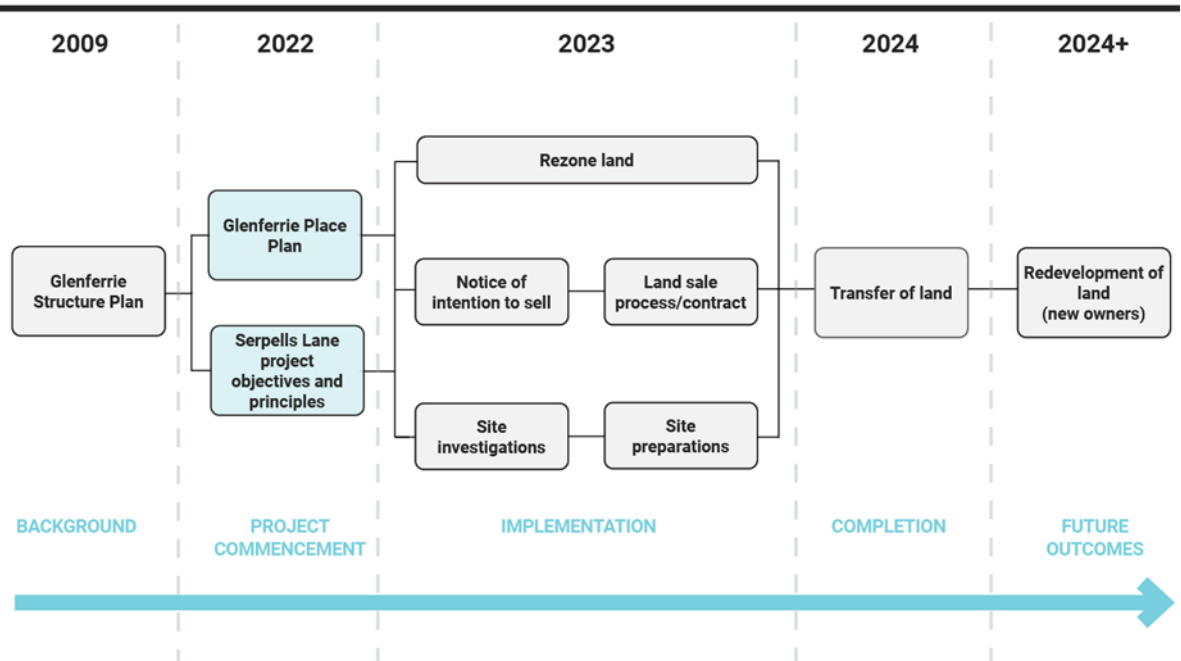 2009
2022
2023
2024
2024+
Rezone land
Glenferrie Place
Plan
Glenferrie
Structure Plan
Notice of
intention to sell
Land sale
process/contract
Transfer of land
Redevelopment of
land
(new owners)
Serpells Lane
project
objectives and
principles
Site
investigations
Site
preparations
BACKGROUND
PROJECT
COMMENCEMENT
IMPLEMENTATION
COMPLETION
FUTURE
OUTCOMES